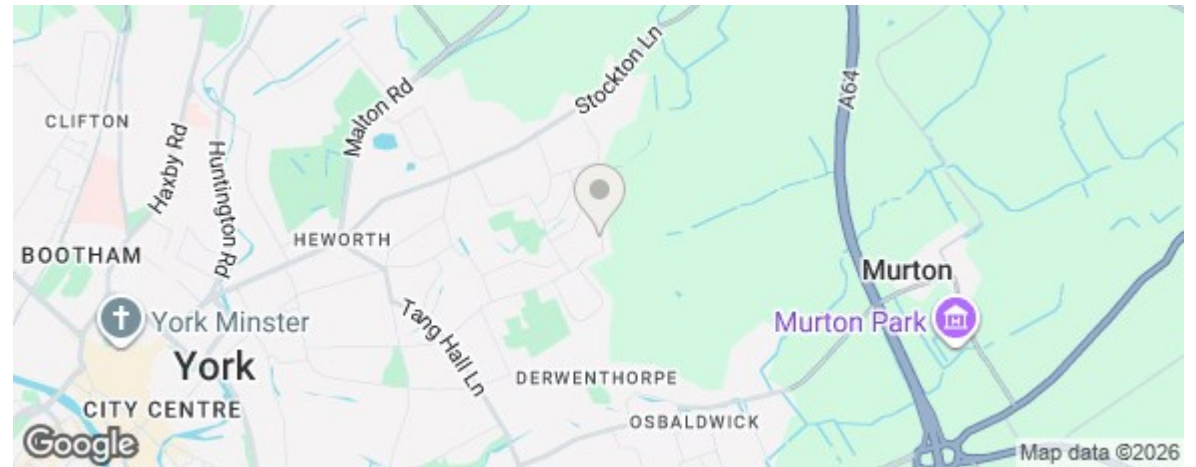 Stockton Ln
A64
Malton Rd
CLIFTON
Haxby Rd
Huntington Rd
HEWORTH
BOOTHAM
Murton
York Minster
Tang Hall Ln
Murton Park
York
DERWENTHORPE
CITY CENTRE
OSBALDWICK
Google
Map data ©2026